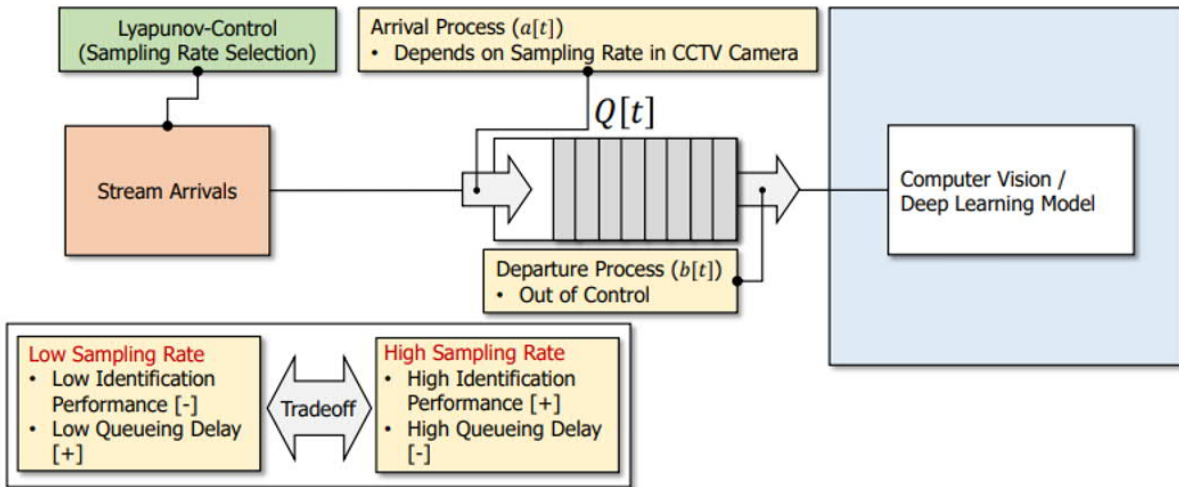 Lyapunov-Control
(Sampling Rate Selection)
Arrival Process (a[t])
• Depends on Sampling Rate in CCTV Camera
Q[t]
Stream Arrivals
Computer Vision /
Deep Learning Model
Departure Process (b[t])
• Out of Control
Low Sampling Rate
• Low Identification
Performance [-]
• Low Queueing Delay
[+]
Tradeoff
High Sampling Rate
• High Identification
Performance [+]
• High Queueing Delay
[-]